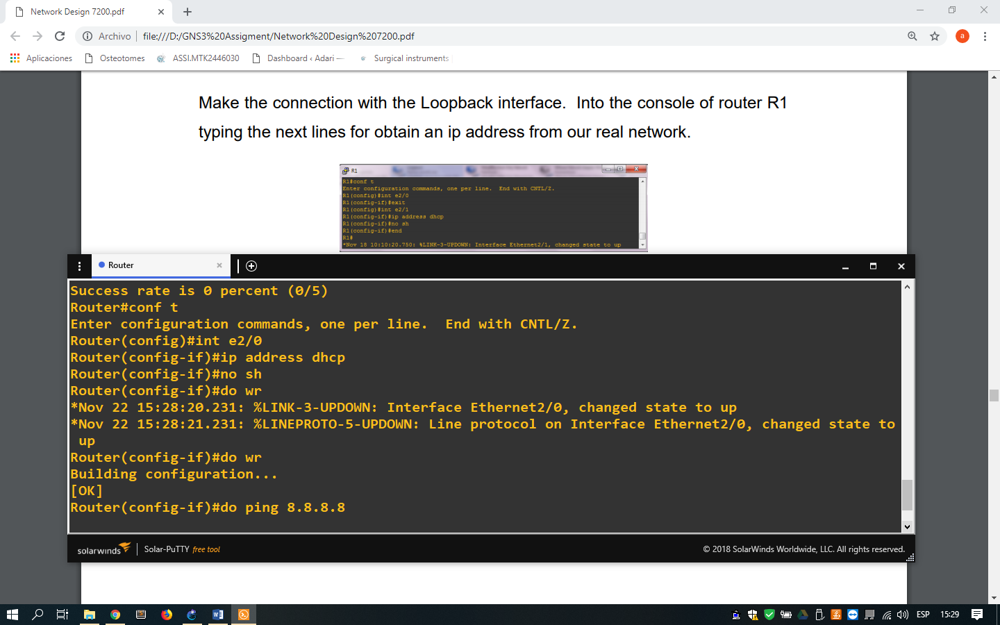 Network Design 7200.pdf
Archivo
file:///D:/GNS3%20Assigment/Network%20Design%207200.pdf
a
Aplicaciones
Osteotomes
ASSI.MTK2446030
Dashboard ‹ Adari —
Surgical instruments
Make the connection with the Loopback interface.  Into the console of router R1
typing the next lines for obtain an ip address from our real network.
R1
R1#conf t
Enter configuration commands, one per line.  End with CNTL/Z.
R1(config)#int e2/0
R1(config-if)#exit
R1(config)#int e2/1
R1(config-if)#ip address dhcp
R1(config-if)#no sh
R1(config-if)#end
R1#
*Nov 18 10:10:20.750: %LINK-3-UPDOWN: Interface Ethernet2/1, changed state to up
Router
Success rate is 0 percent (0/5)
Router#conf t
Enter configuration commands, one per line.  End with CNTL/Z.
Router(config)#int e2/0
Router(config-if)#ip address dhcp
Router(config-if)#no sh
Router(config-if)#do wr
*Nov 22 15:28:20.231: %LINK-3-UPDOWN: Interface Ethernet2/0, changed state to up
*Nov 22 15:28:21.231: %LINEPROTO-5-UPDOWN: Line protocol on Interface Ethernet2/0, changed state to
up
Router(config-if)#do wr
Building configuration...
[OK]
Router(config-if)#do ping 8.8.8.8
solarwinds
Solar-PuTTY free tool
© 2018 SolarWinds Worldwide, LLC. All rights reserved.
ESP
15:29